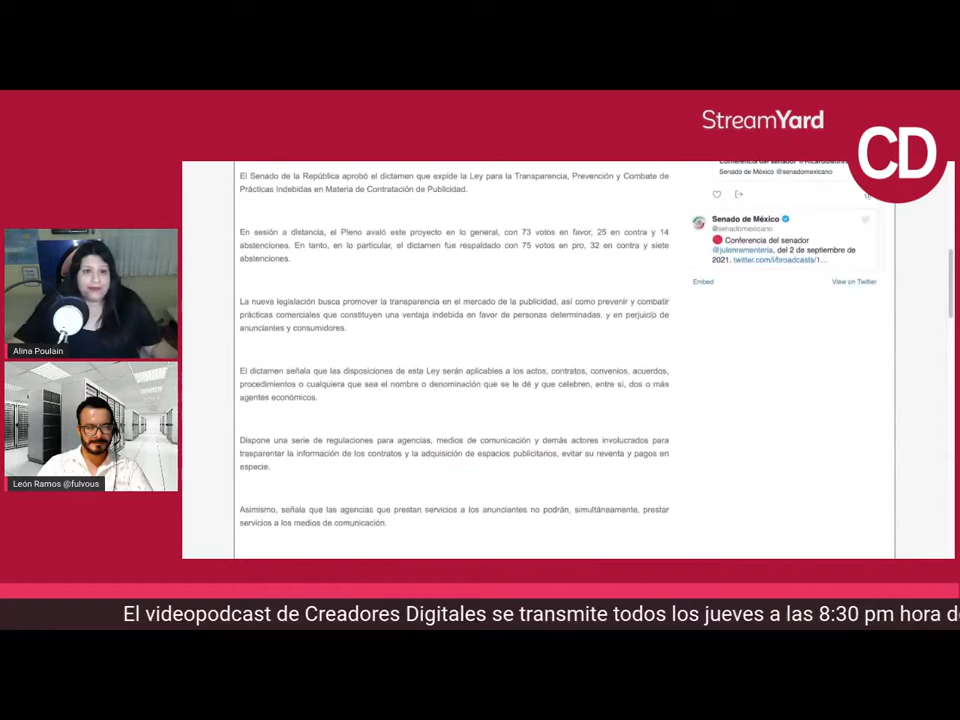 StreamYard
CD
Senado de México @senadomexicano
El Senado de la República aprobó el dictamen que expide la Ley para la Transparencia, Prevención y Combate de
Prácticas Indebidas en Materia de Contratación de Publicidad.
En sesión a distancia, el Pleno avaló este proyecto en lo general, con 73 votos en favor, 25 en contra y 14
abstenciones. En tanto, en lo particular, el dictamen fue respaldado con 75 votos en pro, 32 en contra y siete
abstenciones.
La nueva legislación busca promover la transparencia en el mercado de la publicidad, así como prevenir y combatir
prácticas comerciales que constituyen una ventaja indebida en favor de personas determinadas, y en perjuicio de
anunciantes y consumidores.
El dictamen señala que las disposiciones de esta Ley serán aplicables a los actos, contratos, convenios, acuerdos,
procedimientos o cualquiera que sea el nombre o denominación que se le dé y que celebren, entre sí, dos o más
agentes económicos.
Dispone una serie de regulaciones para agencias, medios de comunicación y demás actores involucrados para
trasparentar la información de los contratos y la adquisición de espacios publicitarios, evitar su reventa y pagos en
especie.
Asimismo, señala que las agencias que prestan servicios a los anunciantes no podrán, simultáneamente, prestar
servicios a los medios de comunicación.
Senado de México
@senadomexicano
Conferencia del senador
@julenrementeria, del 2 de septiembre de
2021. twitter.com/i/broadcasts/1…
Embed
View on Twitter
Alina Poulain
León Ramos @fulvous
El videopodcast de Creadores Digitales se transmite todos los jueves a las 8:30 pm hora de